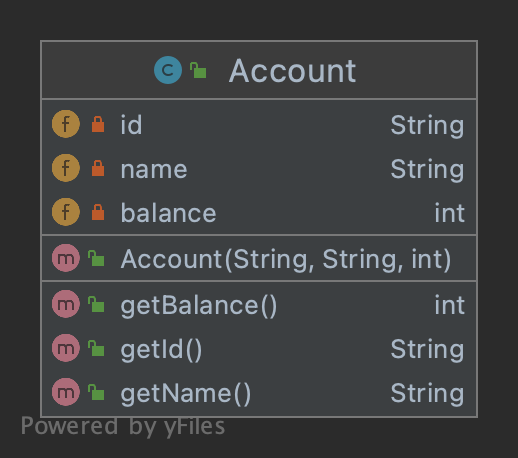 Account
id String
name String
balance int
Account(String, String, int)
getBalance() int
getId() String
getName() String
Powered by yFiles